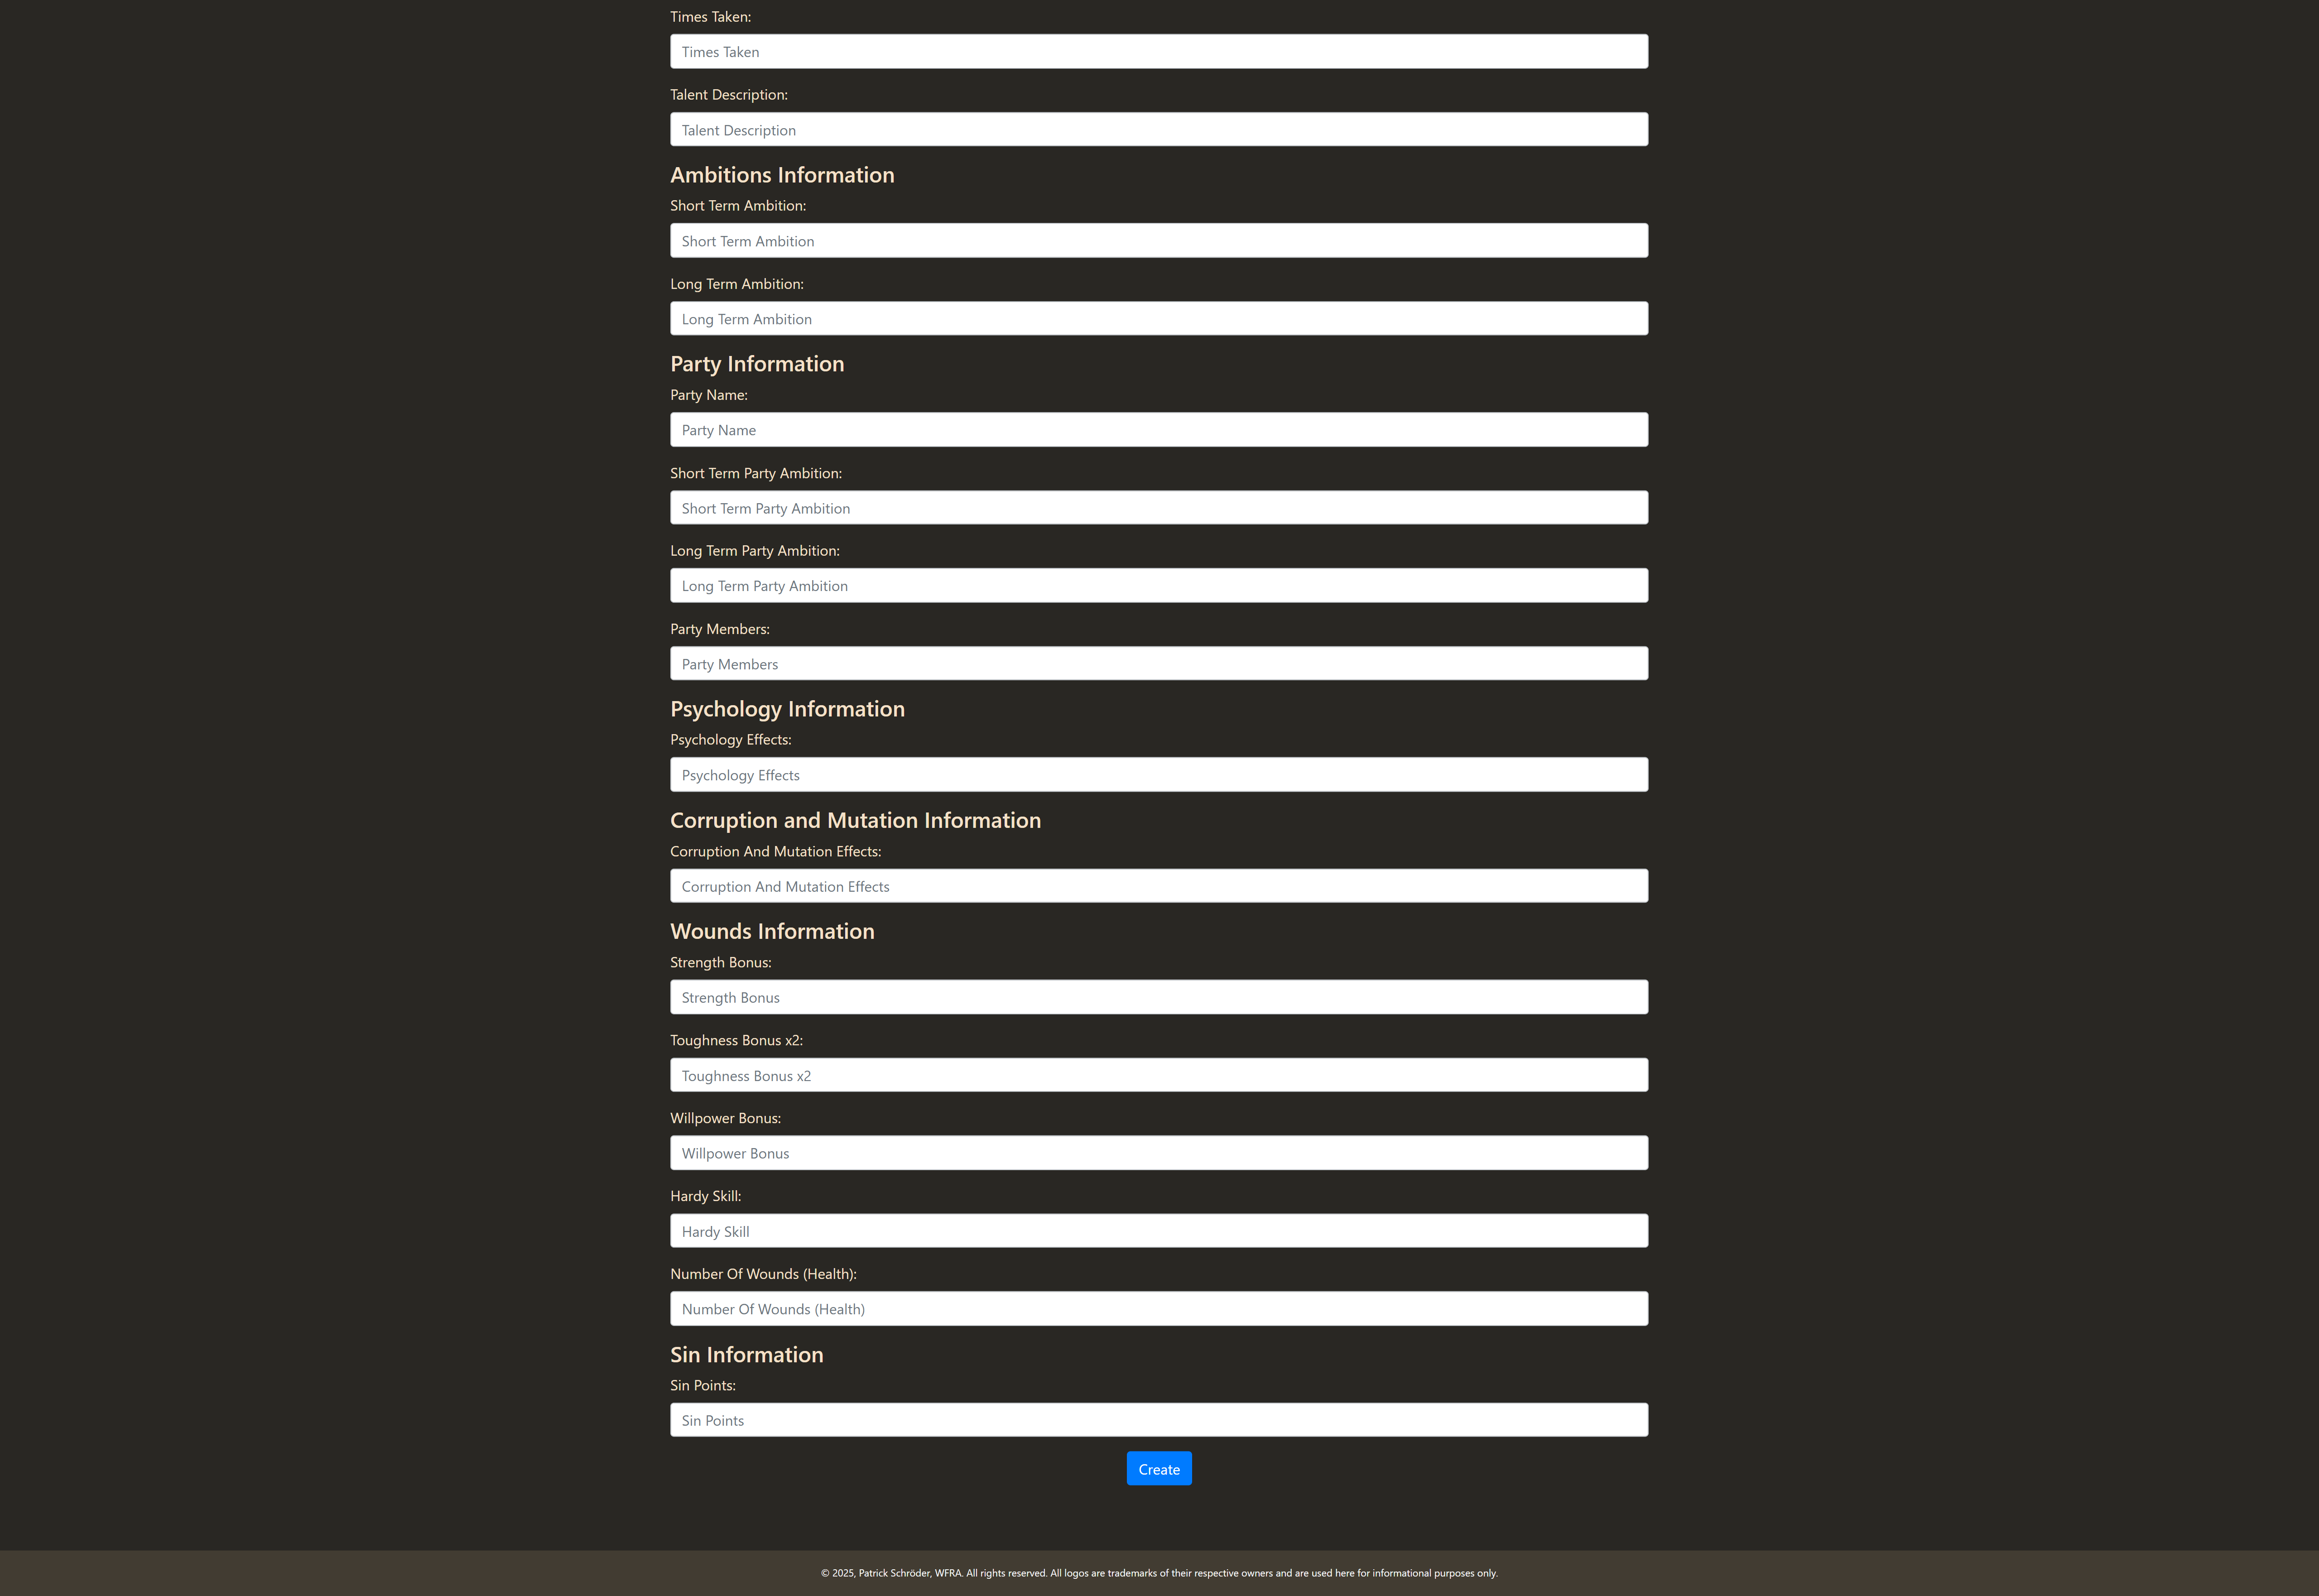 Times Taken:
Times Taken
Talent Description:
Talent Description
Ambitions Information
Short Term Ambition:
Short Term Ambition
Long Term Ambition:
Long Term Ambition
Party Information
Party Name:
Party Name
Short Term Party Ambition:
Short Term Party Ambition
Long Term Party Ambition:
Long Term Party Ambition
Party Members:
Party Members
Psychology Information
Psychology Effects:
Psychology Effects
Corruption and Mutation Information
Corruption And Mutation Effects:
Corruption And Mutation Effects
Wounds Information
Strength Bonus:
Strength Bonus
Toughness Bonus x2:
Toughness Bonus x2
Willpower Bonus:
Willpower Bonus
Hardy Skill:
Hardy Skill
Number Of Wounds (Health):
Number Of Wounds (Health)
Sin Information
Sin Points:
Sin Points
Create
© 2025, Patrick Schröder, WFRA. All rights reserved. All logos are trademarks of their respective owners and are used here for informational purposes only.